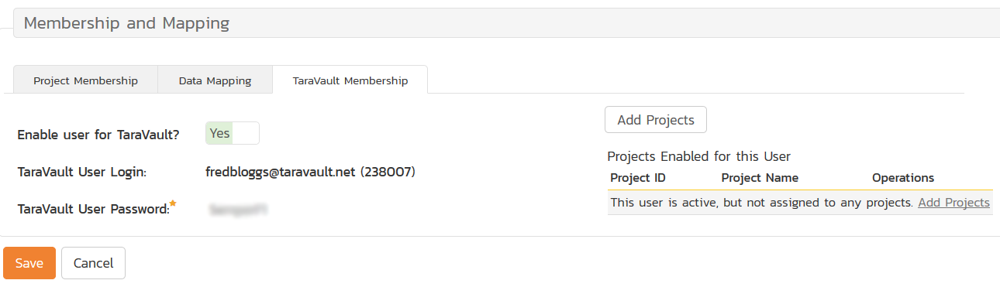 Membership and Mapping
Project Membership
Data Mapping
TaraVault Membership
Enable user for TaraVault?
Yes
TaraVault User Login:
fredbloggs@taravault.net (238007)
TaraVault User Password:
Add Projects
Projects Enabled for this User
Project ID Project Name Operations
This user is active, but not assigned to any projects. Add Projects
Save
Cancel